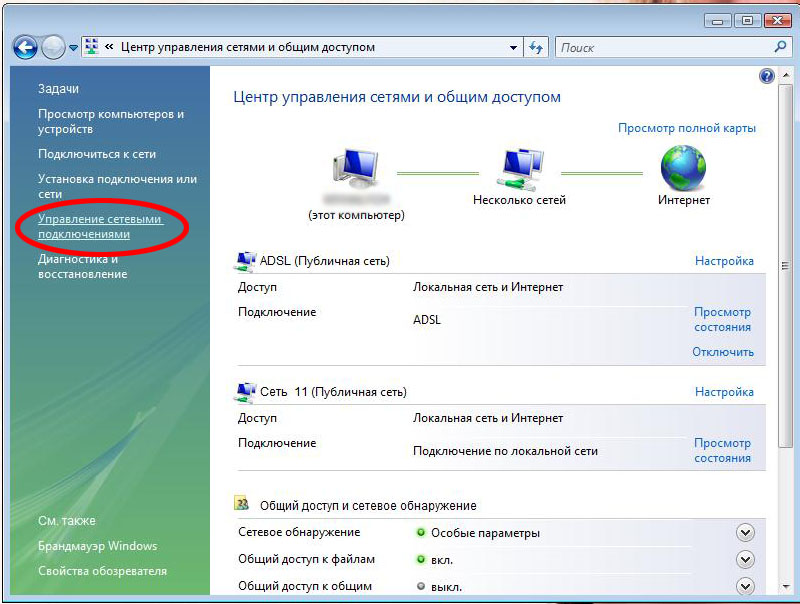 « Центр управления сетями и общим доступом
Поиск
Задачи
Просмотр компьютеров и
устройств
Подключиться к сети
Установка подключения или
сети
Управление сетевыми
подключениями
Диагностика и
восстановление
См. также
Брандмауэр Windows
Свойства обозревателя
Центр управления сетями и общим доступом
Просмотр полной карты
(этот компьютер)
Несколько сетей
Интернет
ADSL (Публичная сеть)
Настройка
Доступ
Локальная сеть и Интернет
Подключение
ADSL
Просмотр
состояния
Отключить
Сеть 11 (Публичная сеть)
Настройка
Доступ
Локальная сеть и Интернет
Подключение
Подключение по локальной сети
Просмотр
состояния
Общий доступ и сетевое обнаружение
Сетевое обнаружение
Особые параметры
Общий доступ к файлам
вкл.
Общий доступ к общим
выкл.